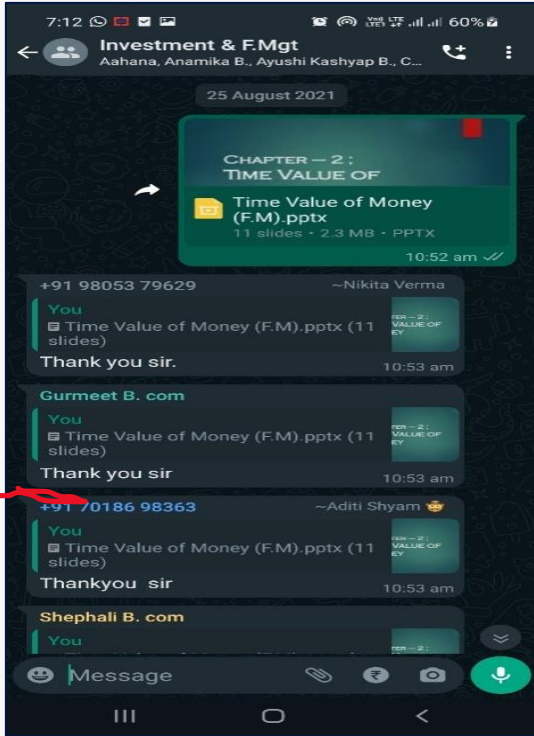 7:12 60%
Investment & F.Mgt
Aahana, Anamika B., Ayushi Kashyap B., C...
25 August 2021
CHAPTER – 2 :
TIME VALUE OF
Time Value of Money
(F.M).pptx
11 slides • 2.3 MB • PPTX
10:52 am
+91 98053 79629 ~Nikita Verma
You
Time Value of Money (F.M).pptx (11
slides)
Thank you sir.
10:53 am
Gurmeet B. com
You
Time Value of Money (F.M).pptx (11
slides)
Thank you sir
10:53 am
+91 70186 98363 ~Aditi Shyam
You
Time Value of Money (F.M).pptx (11
slides)
Thankyou sir
10:53 am
Shephali B. com
You
Message